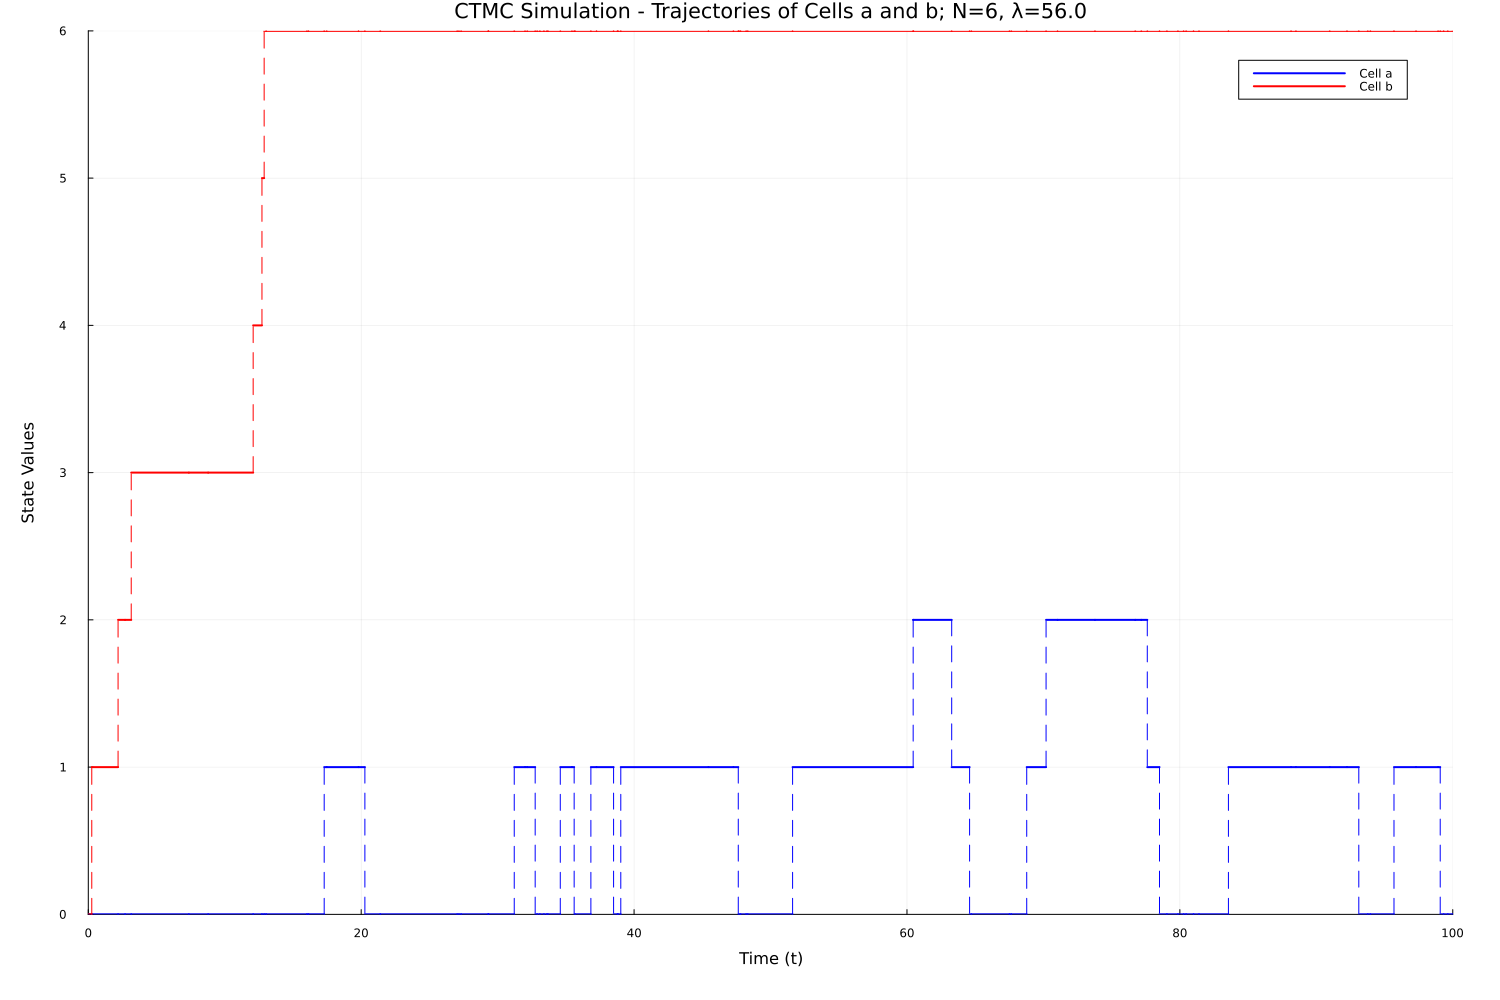 CTMC Simulation - Trajectories of Cells a and b; N=6, λ=56.0
6
Cell a
Cell b
5
4
State Values
3
2
1
0
0 20 40 60 80 100
Time (t)